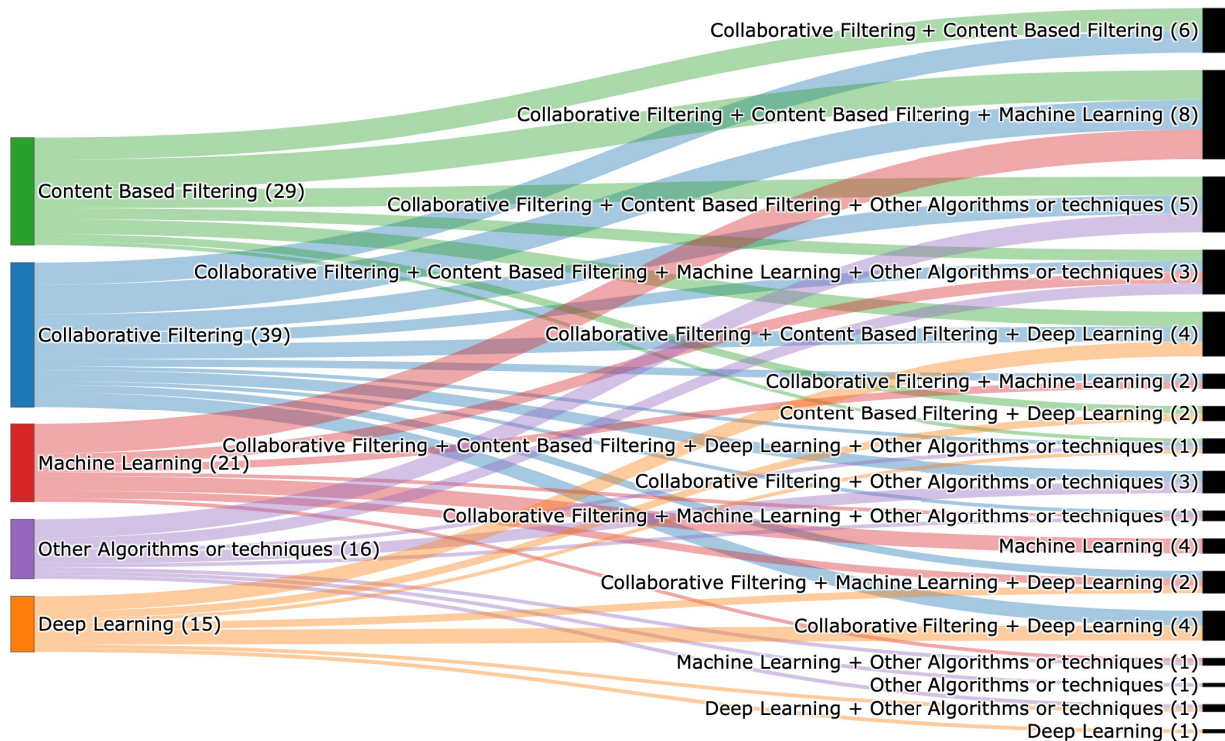 Content Based Filtering (29)
Collaborative Filtering (39)
Machine Learning (21)
Other Algorithms or techniques (16)
Deep Learning (15)
Collaborative Filtering + Content Based Filtering (6)
Collaborative Filtering + Content Based Filtering + Machine Learning (8)
Collaborative Filtering + Content Based Filtering + Other Algorithms or techniques (5)
Collaborative Filtering + Content Based Filtering + Machine Learning + Other Algorithms or techniques (3)
Collaborative Filtering + Content Based Filtering + Deep Learning (4)
Collaborative Filtering + Machine Learning (2)
Content Based Filtering + Deep Learning (2)
Collaborative Filtering + Content Based Filtering + Deep Learning + Other Algorithms or techniques (1)
Collaborative Filtering + Other Algorithms or techniques (3)
Collaborative Filtering + Machine Learning + Other Algorithms or techniques (1)
Machine Learning (4)
Collaborative Filtering + Machine Learning + Deep Learning (2)
Collaborative Filtering + Deep Learning (4)
Machine Learning + Other Algorithms or techniques (1)
Other Algorithms or techniques (1)
Deep Learning + Other Algorithms or techniques (1)
Deep Learning (1)